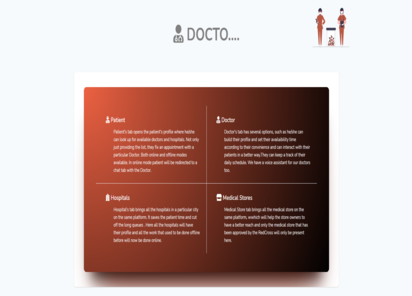 DOCTO....
Patient
Patient's tab opens the patient's profile where he/she
can look up for available doctors and hospitals. Not only
just providing the list, they fix an appointment with a
particular Doctor. Both online and offline modes
available. In online mode patient will be redirected to a
chat tab with the Doctor.
Doctor
Doctor's tab has several options, such as he/she can
build their profile and set their availability time
according to their convinience and can interact with their
patients in a better way.They can keep a track of their
daily schedule. We have a voice assistant for our doctors
too.
Hospitals
Hospital's tab brings all the hospitals in a particular city
on the same platform. It saves the patient time and cut
off the long queues . Here all the hospitals will have
their profile and all the work that used to be done offline
before will now be done online.
Medical Stores
Medical Store tab brings all the medical store on the
same platform, ewhich will help the store owners to
have a better reach and only the medical store that has
been approved by the RedCross will only be present
here.